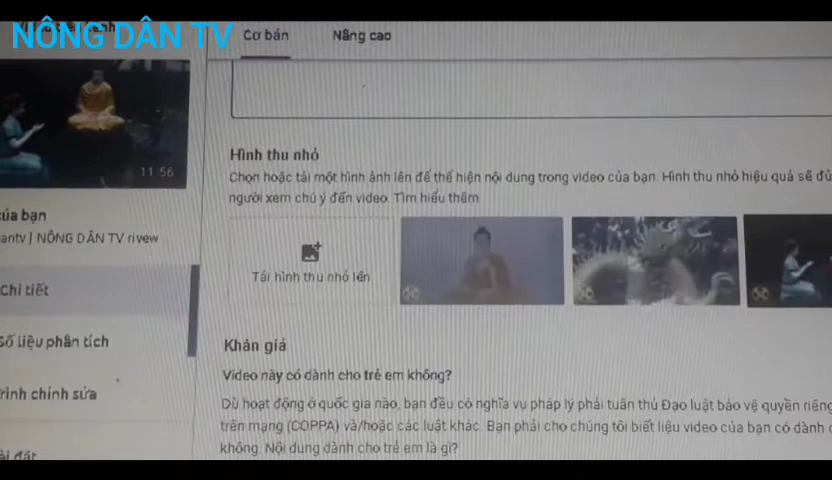 NÔNG DÂN TV
Cơ bản
Nâng cao
11:56
Hình thu nhỏ
Chọn hoặc tải một hình ảnh lên để thể hiện nội dung trong video của bạn. Hình thu nhỏ hiệu quả sẽ
người xem chú ý đến video. Tìm hiểu thêm
của bạn
antv] NÔNG DÂN TV rivew
Tải hình thu nhỏ lên
Chi tiết
Số liệu phân tích
Khán giả
Video này có dành cho trẻ em không?
Trình chỉnh sửa
Dù hoạt động ở quốc gia nào, bạn đều có nghĩa vụ pháp lý phải tuân thủ Đạo luật bảo vệ quyền riêng
trên mạng (COPPA) và/hoặc các luật khác. Bạn phải cho chúng tôi biết liệu video của bạn có dành
không. Nội dung dành cho trẻ em là gì?